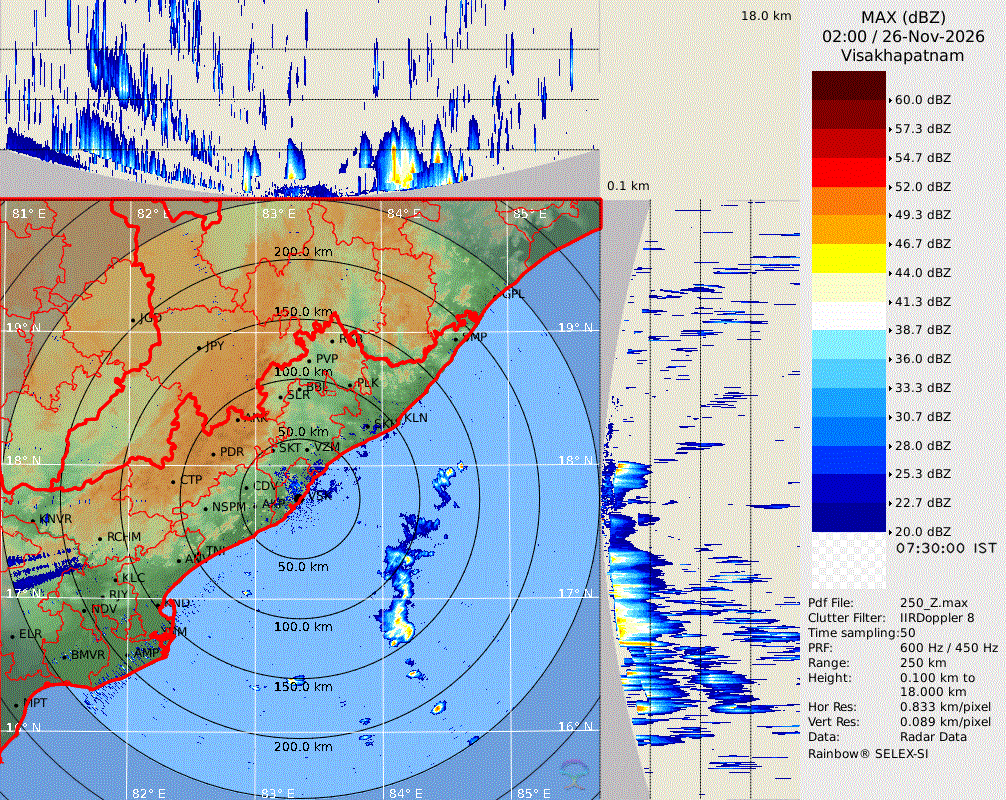 18.0 km
0.1 km
MAX (dBZ)
02:00 / 26-Nov-2026
Visakhapatnam
60.0 dBZ
57.3 dBZ
54.7 dBZ
52.0 dBZ
49.3 dBZ
46.7 dBZ
44.0 dBZ
41.3 dBZ
38.7 dBZ
36.0 dBZ
33.3 dBZ
30.7 dBZ
28.0 dBZ
25.3 dBZ
22.7 dBZ
20.0 dBZ
07:30:00 IST
Pdf File: 250_Z.max
Clutter Filter: IIRDoppler 8
Time sampling:50
PRF: 600 Hz / 450 Hz
Range: 250 km
Height: 0.100 km to
18.000 km
Hor Res: 0.833 km/pixel
Vert Res: 0.089 km/pixel
Data: Radar Data
Rainbow® SELEX-SI
81° E 82° E 83° E 84° E 85° E
200.0 km
GPL
150.0 km
JGD
19° N 19° N
SMP
JPY
PVP
100.0 km
PLK
BBL
SLR
KLN
50.0 km
SKT VZM
PDR
18° N 18° N
CTP
CDV
NSPM
KNVR
RCHM
TNI
50.0 km
KLC
RJY
17° N 17° N
NDV
KND
100.0 km
ELR
BMVR
AMP
150.0 km
MPT
16° N 16° N
200.0 km
82° E 83° E 84° E 85° E